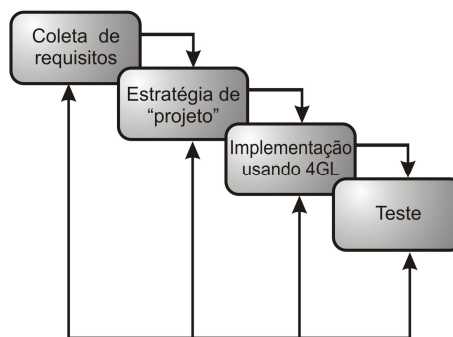 Coleta de
requisitos
Estratégia de
“projeto”
Implementação
usando 4GL
Teste